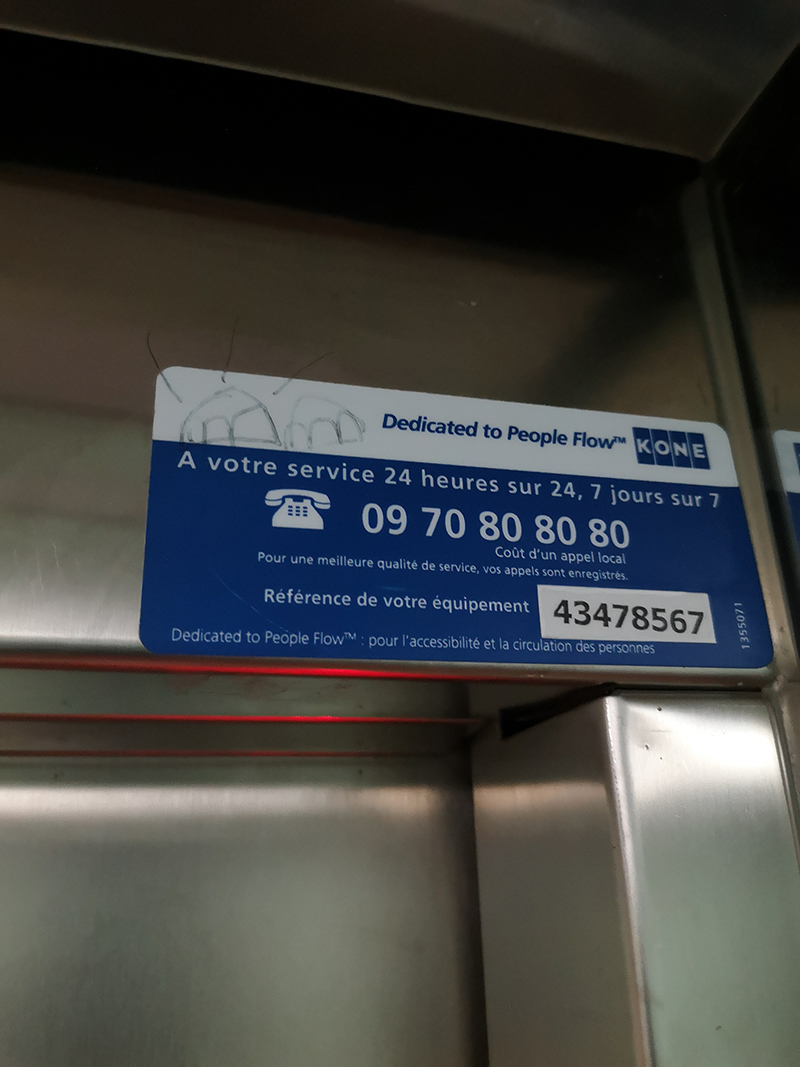 Dedicated to People Flow™ KONE
A votre service 24 heures sur 24, 7 jours sur 7
09 70 80 80 80
Coût d'un appel local
Pour une meilleure qualité de service, vos appels sont enregistrés.
Référence de votre équipement 43478567
Dedicated to People Flow™ : pour l'accessibilité et la circulation des personnes
1355071